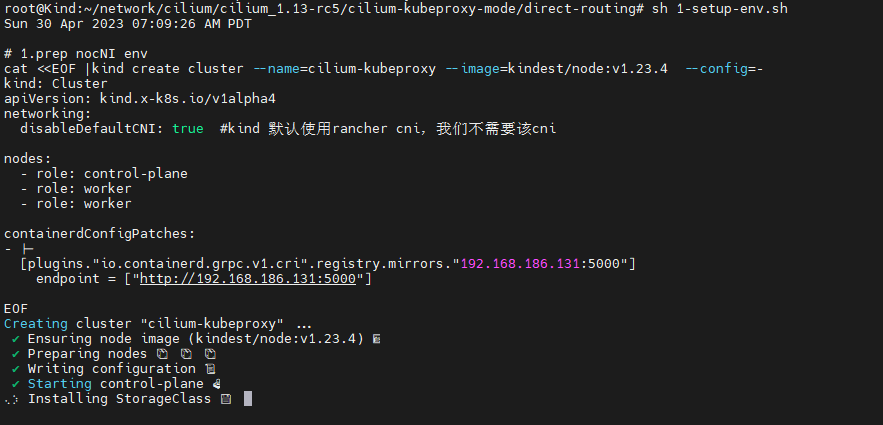 root@Kind:~/network/cilium/cilium_1.13-rc5/cilium-kubeproxy-mode/direct-routing# sh 1-setup-env.sh
Sun 30 Apr 2023 07:09:26 AM PDT
# 1.prep nocNI env
cat <<EOF |kind create cluster --name=cilium-kubeproxy --image=kindest/node:v1.23.4  --config=-
kind: Cluster
apiVersion: kind.x-k8s.io/v1alpha4
networking:
  disableDefaultCNI: true  #kind 默认使用rancher cni，我们不需要该cni
nodes:
  - role: control-plane
  - role: worker
  - role: worker
containerdConfigPatches:
- |-
  [plugins."io.containerd.grpc.v1.cri".registry.mirrors."192.168.186.131:5000"]
    endpoint = ["http://192.168.186.131:5000"]
EOF
Creating cluster "cilium-kubeproxy" ...
 ✔ Ensuring node image (kindest/node:v1.23.4) 🖼
 ✔ Preparing nodes 📦 📦 📦
 ✔ Writing configuration 📜
 ✔ Starting control-plane 🕹
 Installing StorageClass 💾